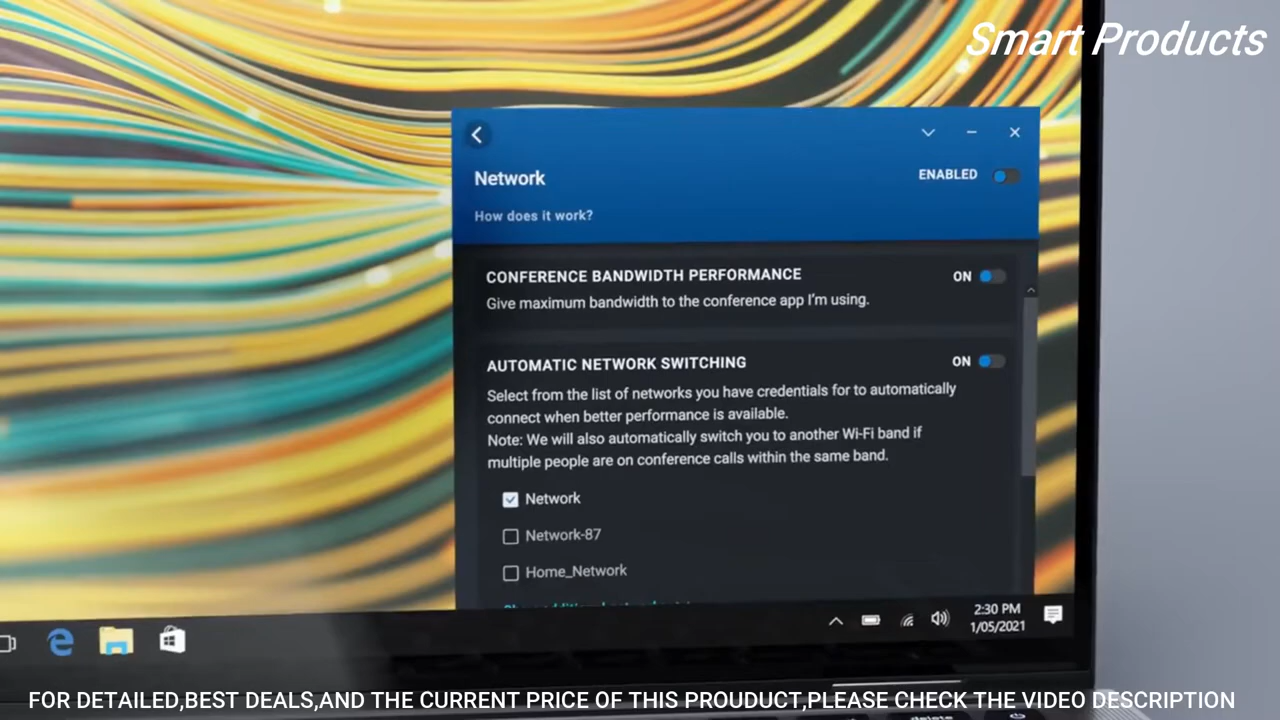 Smart Products
Network
ENABLED
How does it work?
CONFERENCE BANDWIDTH PERFORMANCE
ON
Give maximum bandwidth to the conference app I'm using.
AUTOMATIC NETWORK SWITCHING
ON
Select from the list of networks you have credentials for to automatically
connect when better performance is available.
Note: We will also automatically switch you to another Wi-Fi band if
multiple people are on conference calls within the same band.
Network
Network-87
Home_Network
2:30 PM
1/05/2021
FOR DETAILED,BEST DEALS,AND THE CURRENT PRICE OF THIS PROUDUCT,PLEASE CHECK THE VIDEO DESCRIPTION
delete